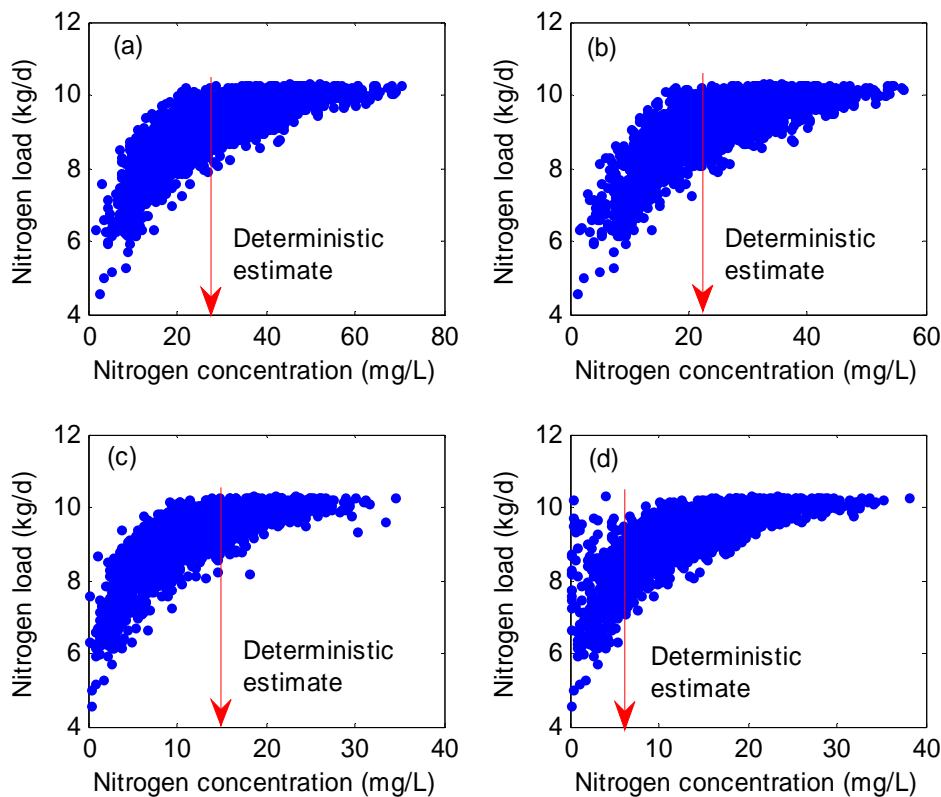 12
10
8
6
4
Nitrogen load (kg/d)
(a)
Deterministic
estimate
0 20 40 60 80
Nitrogen concentration (mg/L)
12
10
8
6
4
Nitrogen load (kg/d)
(b)
Deterministic
estimate
0 20 40 60
Nitrogen concentration (mg/L)
12
10
8
6
4
Nitrogen load (kg/d)
(c)
Deterministic
estimate
0 10 20 30 40
Nitrogen concentration (mg/L)
12
10
8
6
4
Nitrogen load (kg/d)
(d)
Deterministic
estimate
0 10 20 30 40
Nitrogen concentration (mg/L)